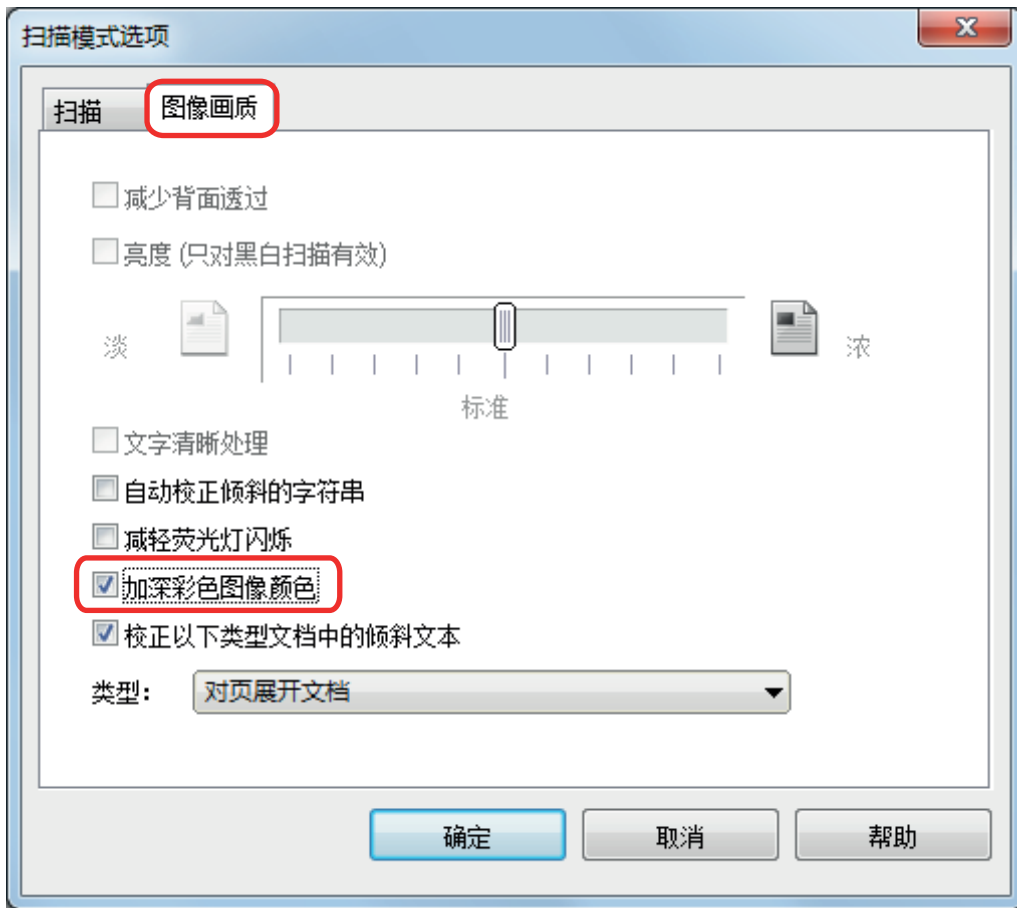 扫描模式选项
扫描
图像画质
减少背面透过
亮度 (只对黑白扫描有效)
淡
浓
标准
文字清晰处理
自动校正倾斜的字符串
减轻荧光灯闪烁
加深彩色图像颜色
校正以下类型文档中的倾斜文本
类型： 对页展开文档
确定 取消 帮助